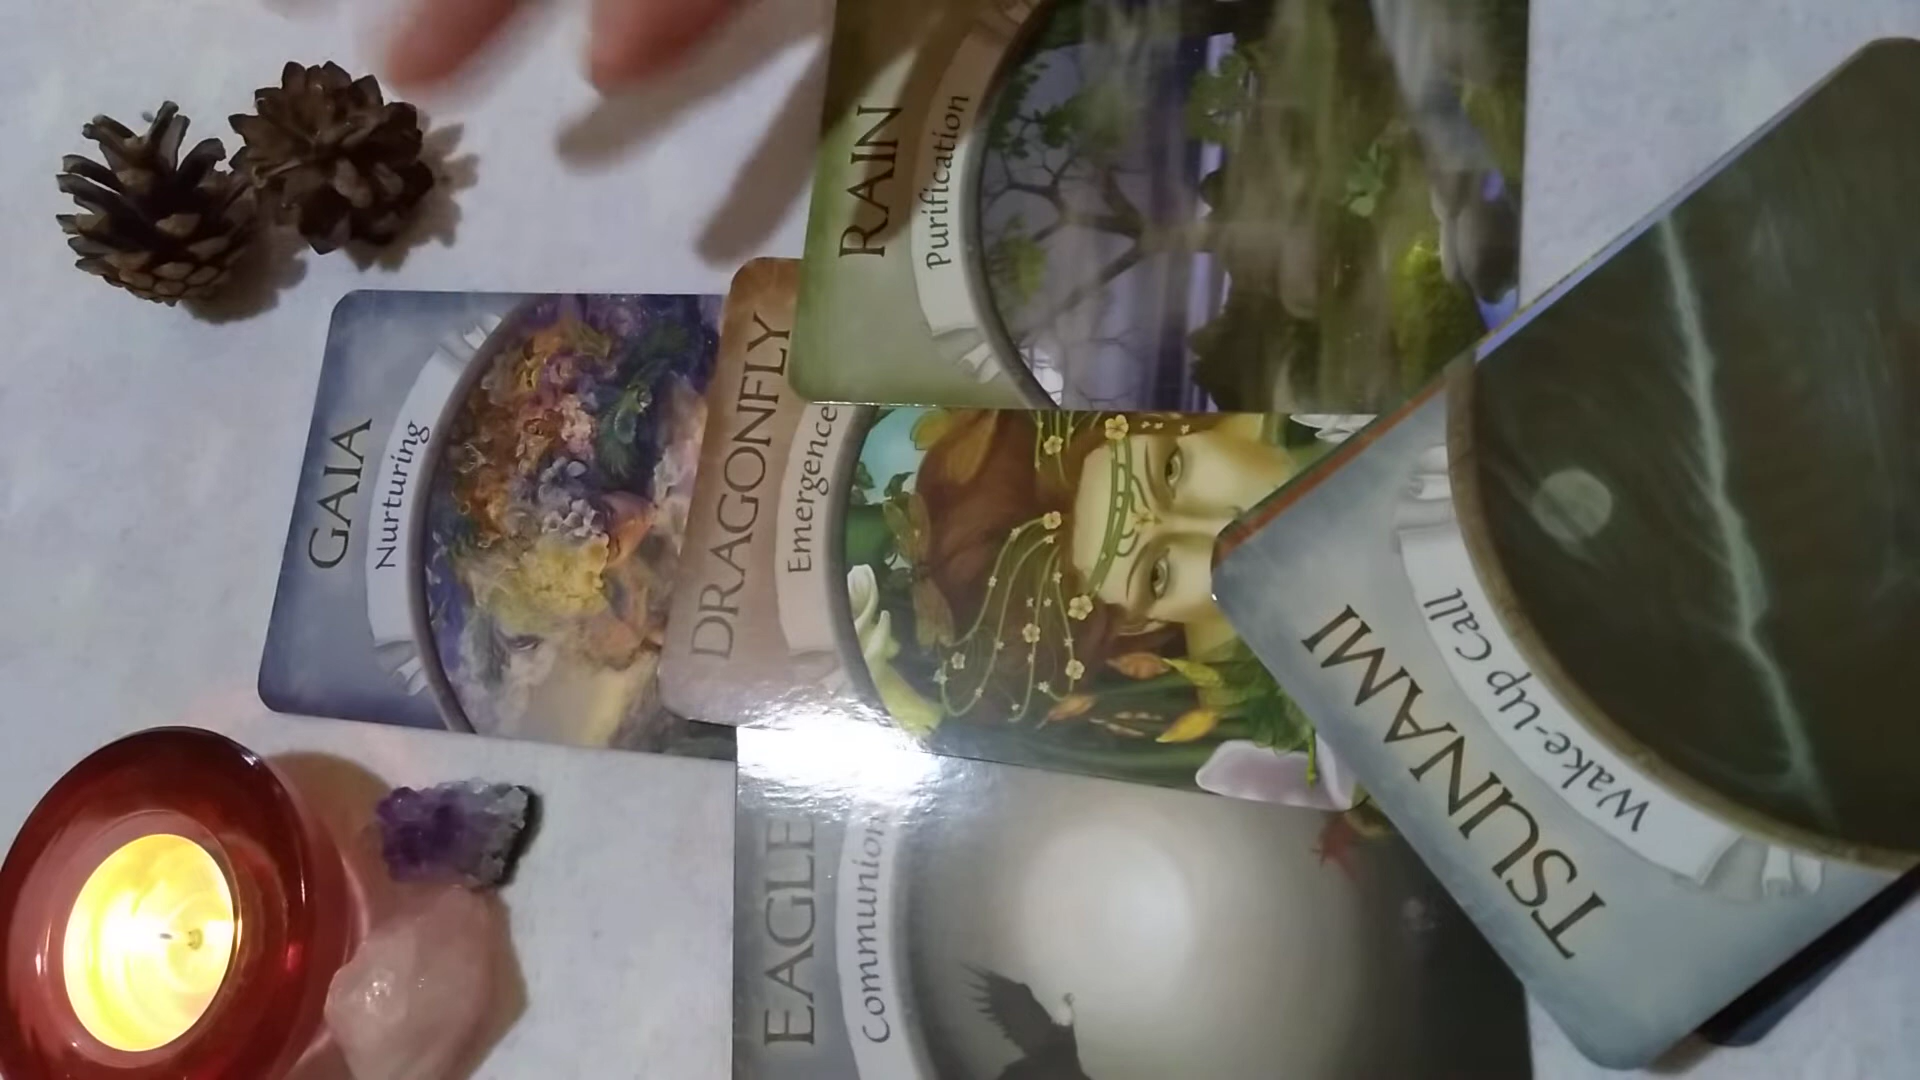 GAIA
Nurturing
DRAGONFLY
Emergence
RAIN
Purification
EAGLE
Communion
TSUNAMI
Wake-Up Call